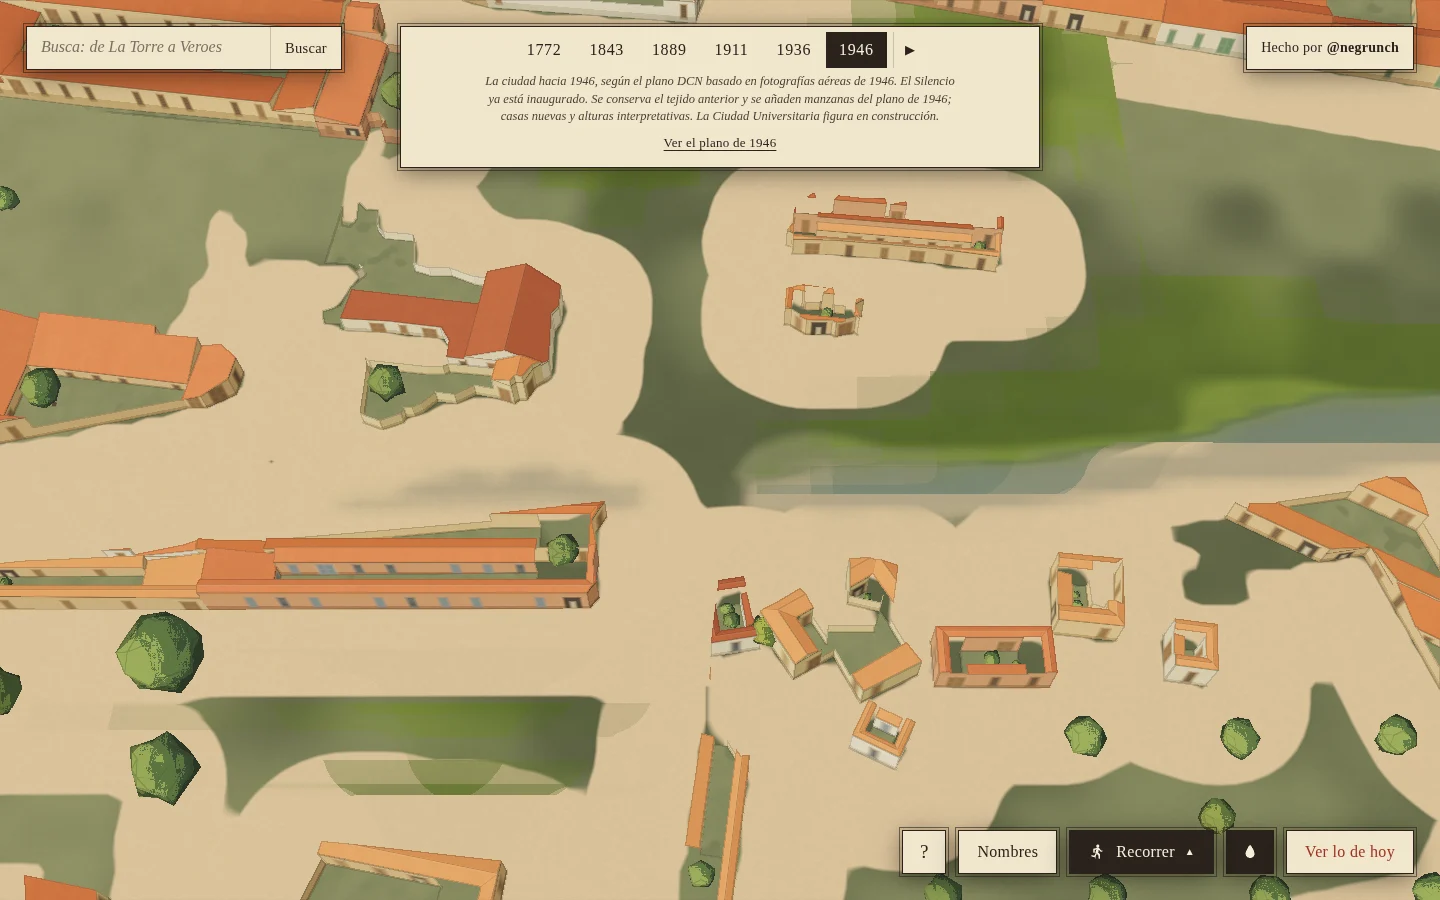 Busca: de La Torre a Veroes
Buscar
1772 1843 1889 1911 1936 1946 ▶
La ciudad hacia 1946, según el plano DCN basado en fotografías aéreas de 1946. El Silencio
ya está inaugurado. Se conserva el tejido anterior y se añaden manzanas del plano de 1946;
casas nuevas y alturas interpretativas. La Ciudad Universitaria figura en construcción.
Ver el plano de 1946
Hecho por @negrunch
?
Nombres
Recorrer ▲
Ver lo de hoy